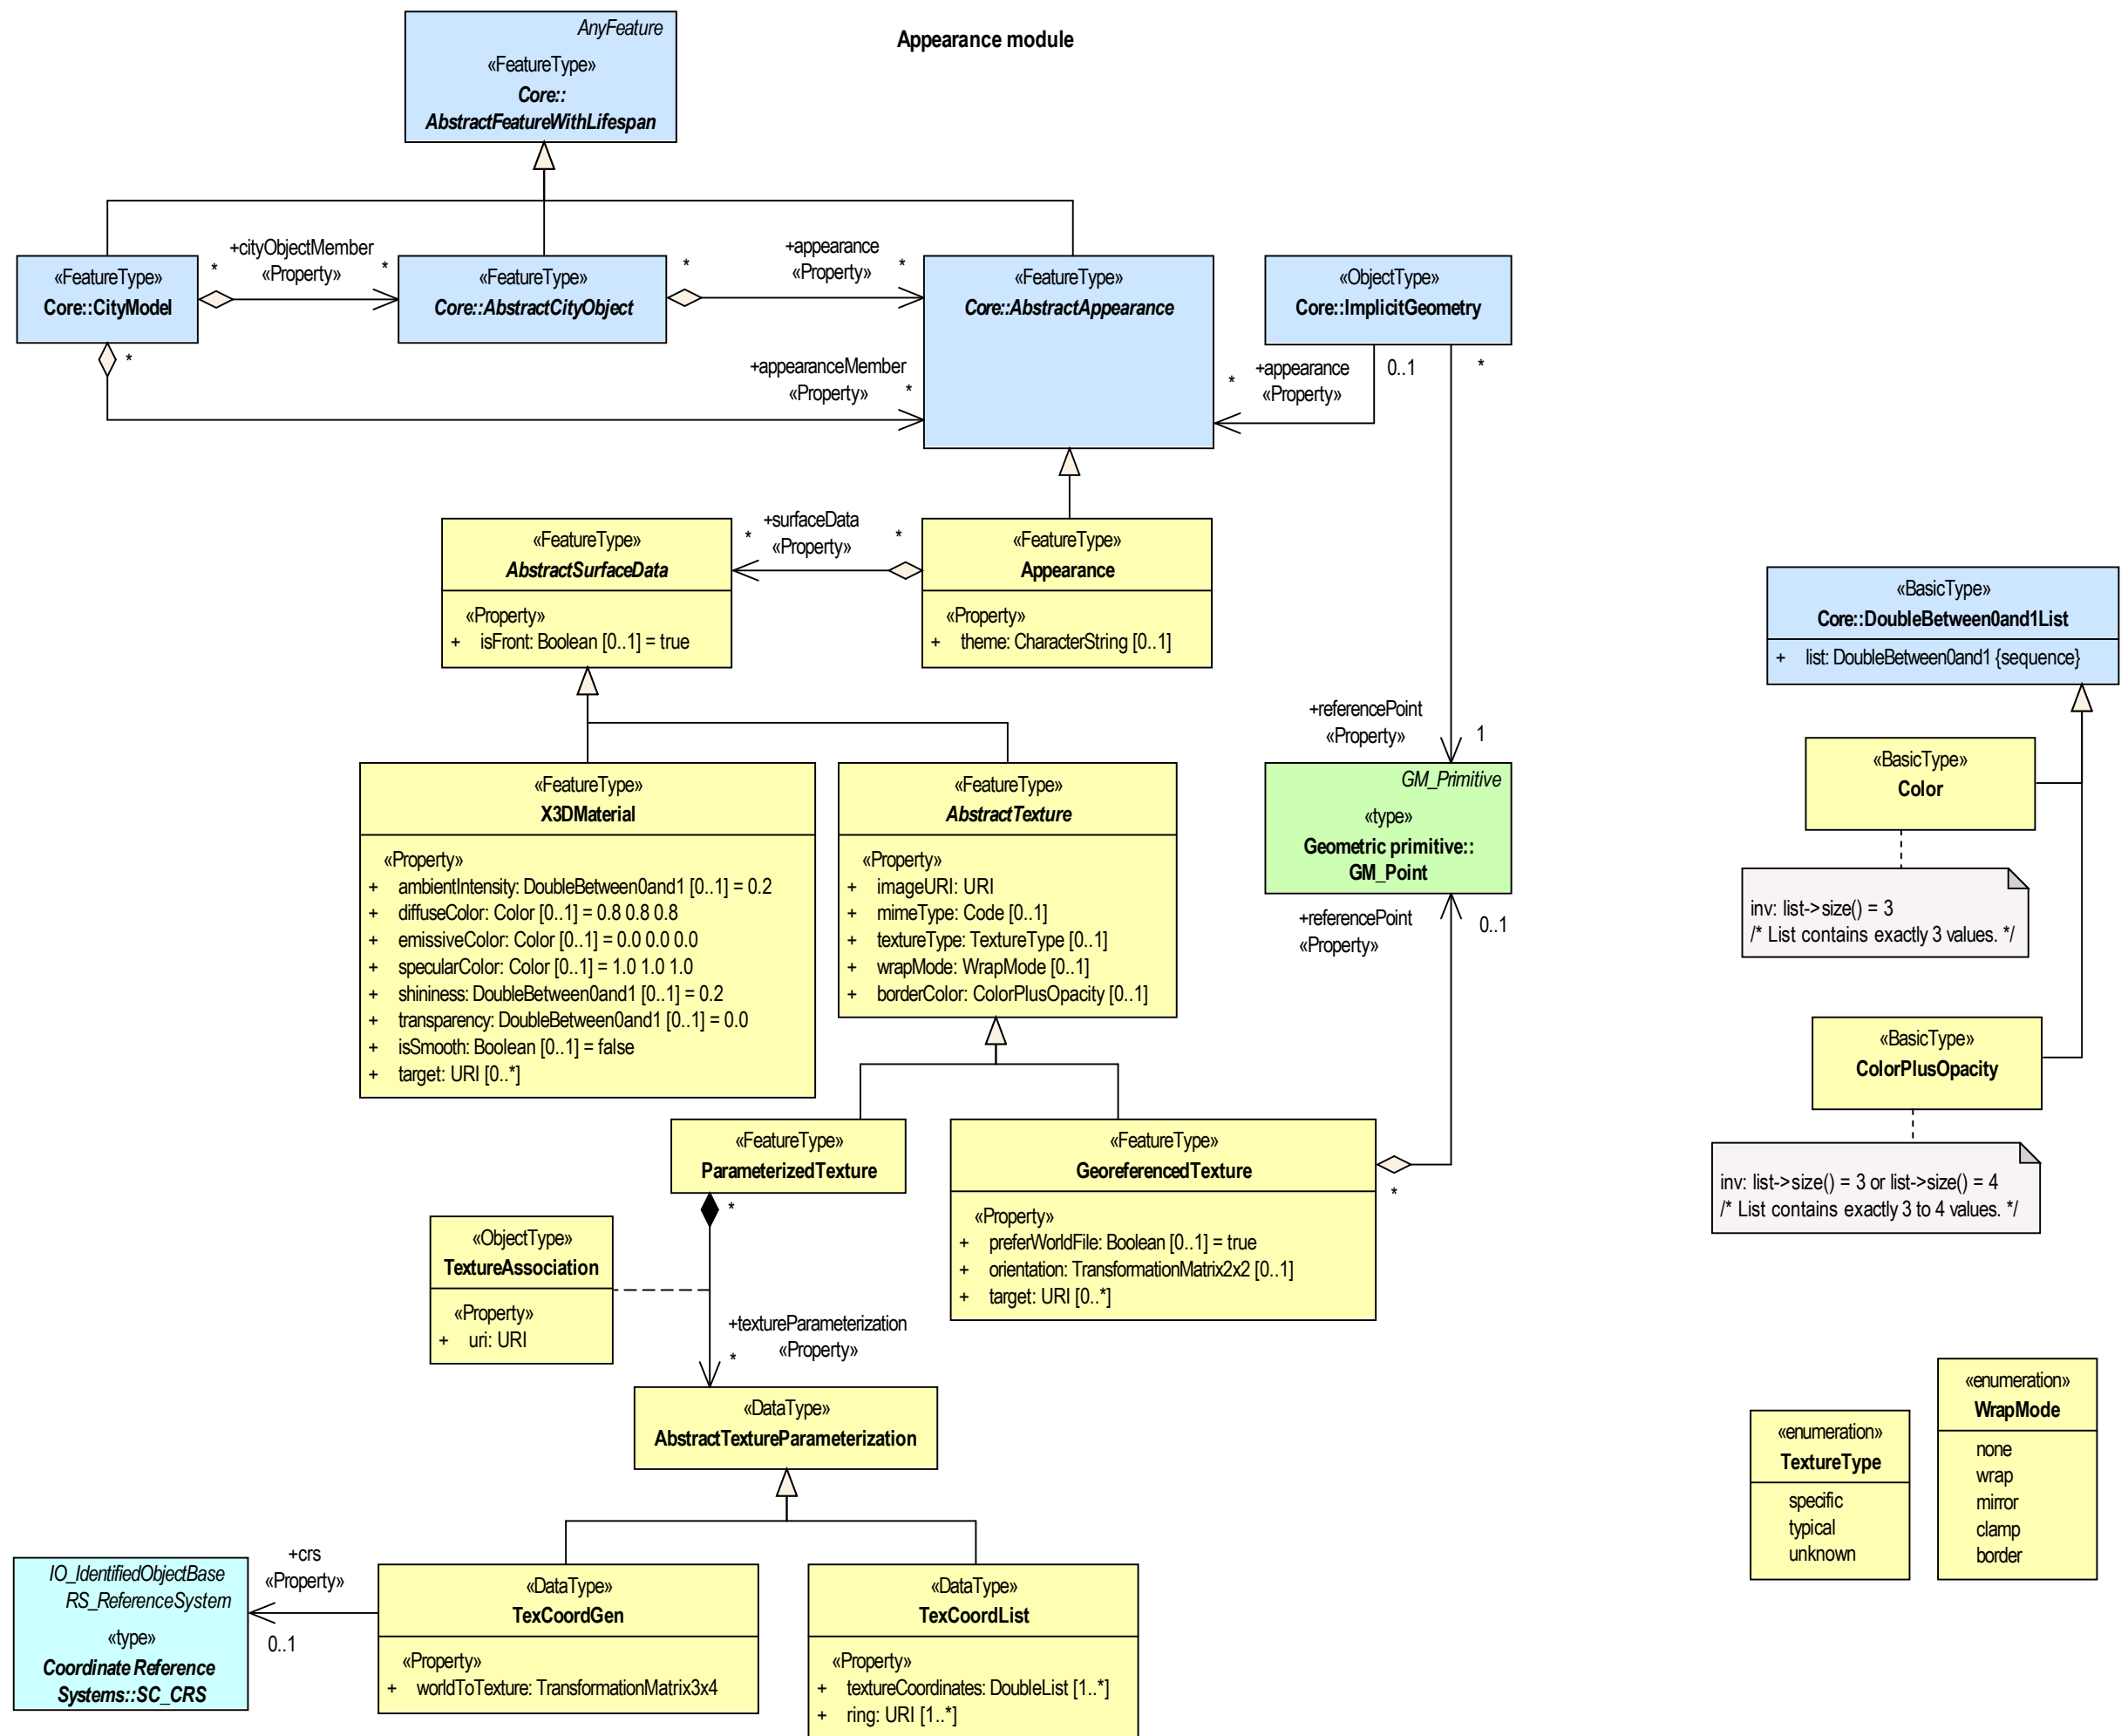 Appearance module
AnyFeature
«FeatureType»
Core::
AbstractFeatureWithLifespan
+cityObjectMember
«Property»
*
*
+appearance
«Property»
*
*
«FeatureType»
Core::CityModel
«FeatureType»
Core::AbstractCityObject
«FeatureType»
Core::AbstractAppearance
«ObjectType»
Core::ImplicitGeometry
*
+appearanceMember
«Property»
*
*
+appearance
«Property»
0..1
*
«FeatureType»
AbstractSurfaceData
«Property»
+ isFront: Boolean [0..1] = true
*
+surfaceData
«Property»
*
«FeatureType»
Appearance
«Property»
+ theme: CharacterString [0..1]
«BasicType»
Core::DoubleBetween0and1List
+ list: DoubleBetween0and1 {sequence}
+referencePoint
«Property»
1
«FeatureType»
X3DMaterial
«Property»
+ ambientIntensity: DoubleBetween0and1 [0..1] = 0.2
+ diffuseColor: Color [0..1] = 0.8 0.8 0.8
+ emissiveColor: Color [0..1] = 0.0 0.0 0.0
+ specularColor: Color [0..1] = 1.0 1.0 1.0
+ shininess: DoubleBetween0and1 [0..1] = 0.2
+ transparency: DoubleBetween0and1 [0..1] = 0.0
+ isSmooth: Boolean [0..1] = false
+ target: URI [0..*]
«FeatureType»
AbstractTexture
«Property»
+ imageURI: URI
+ mimeType: Code [0..1]
+ textureType: TextureType [0..1]
+ wrapMode: WrapMode [0..1]
+ borderColor: ColorPlusOpacity [0..1]
GM_Primitive
«type»
Geometric primitive::
GM_Point
+referencePoint
«Property»
0..1
«BasicType»
Color
inv: list->size() = 3
/* List contains exactly 3 values. */
«BasicType»
ColorPlusOpacity
inv: list->size() = 3 or list->size() = 4
/* List contains exactly 3 to 4 values. */
«FeatureType»
ParameterizedTexture
*
«FeatureType»
GeoreferencedTexture
«Property»
+ preferWorldFile: Boolean [0..1] = true
+ orientation: TransformationMatrix2x2 [0..1]
+ target: URI [0..*]
*
«ObjectType»
TextureAssociation
«Property»
+ uri: URI
+textureParameterization
«Property»
*
«DataType»
AbstractTextureParameterization
«enumeration»
TextureType
specific
typical
unknown
«enumeration»
WrapMode
none
wrap
mirror
clamp
border
IO_IdentifiedObjectBase
RS_ReferenceSystem
«type»
Coordinate Reference
Systems::SC_CRS
+crs
«Property»
0..1
«DataType»
TexCoordGen
«Property»
+ worldToTexture: TransformationMatrix3x4
«DataType»
TexCoordList
«Property»
+ textureCoordinates: DoubleList [1..*]
+ ring: URI [1..*]